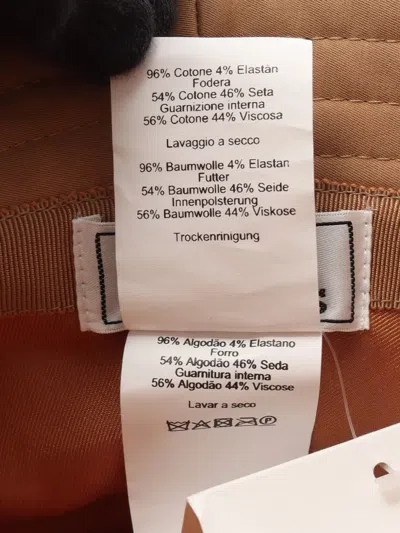 96% Cotone 4% Elastan
Fodera
54% Cotone 46% Seta
Guarnizione interna
56% Cotone 44% Viscosa
Lavaggio a secco
96% Baumwolle 4% Elastan
Futter
54% Baumwolle 46% Seide
Innenpolsterung
56% Baumwolle 44% Viskose
Trockenrinigung
96% Algodão 4% Elastano
Forro
54% Algodão 46% Seda
Guarnitura interna
56% Algodão 44% Viscose
Lavar a seco